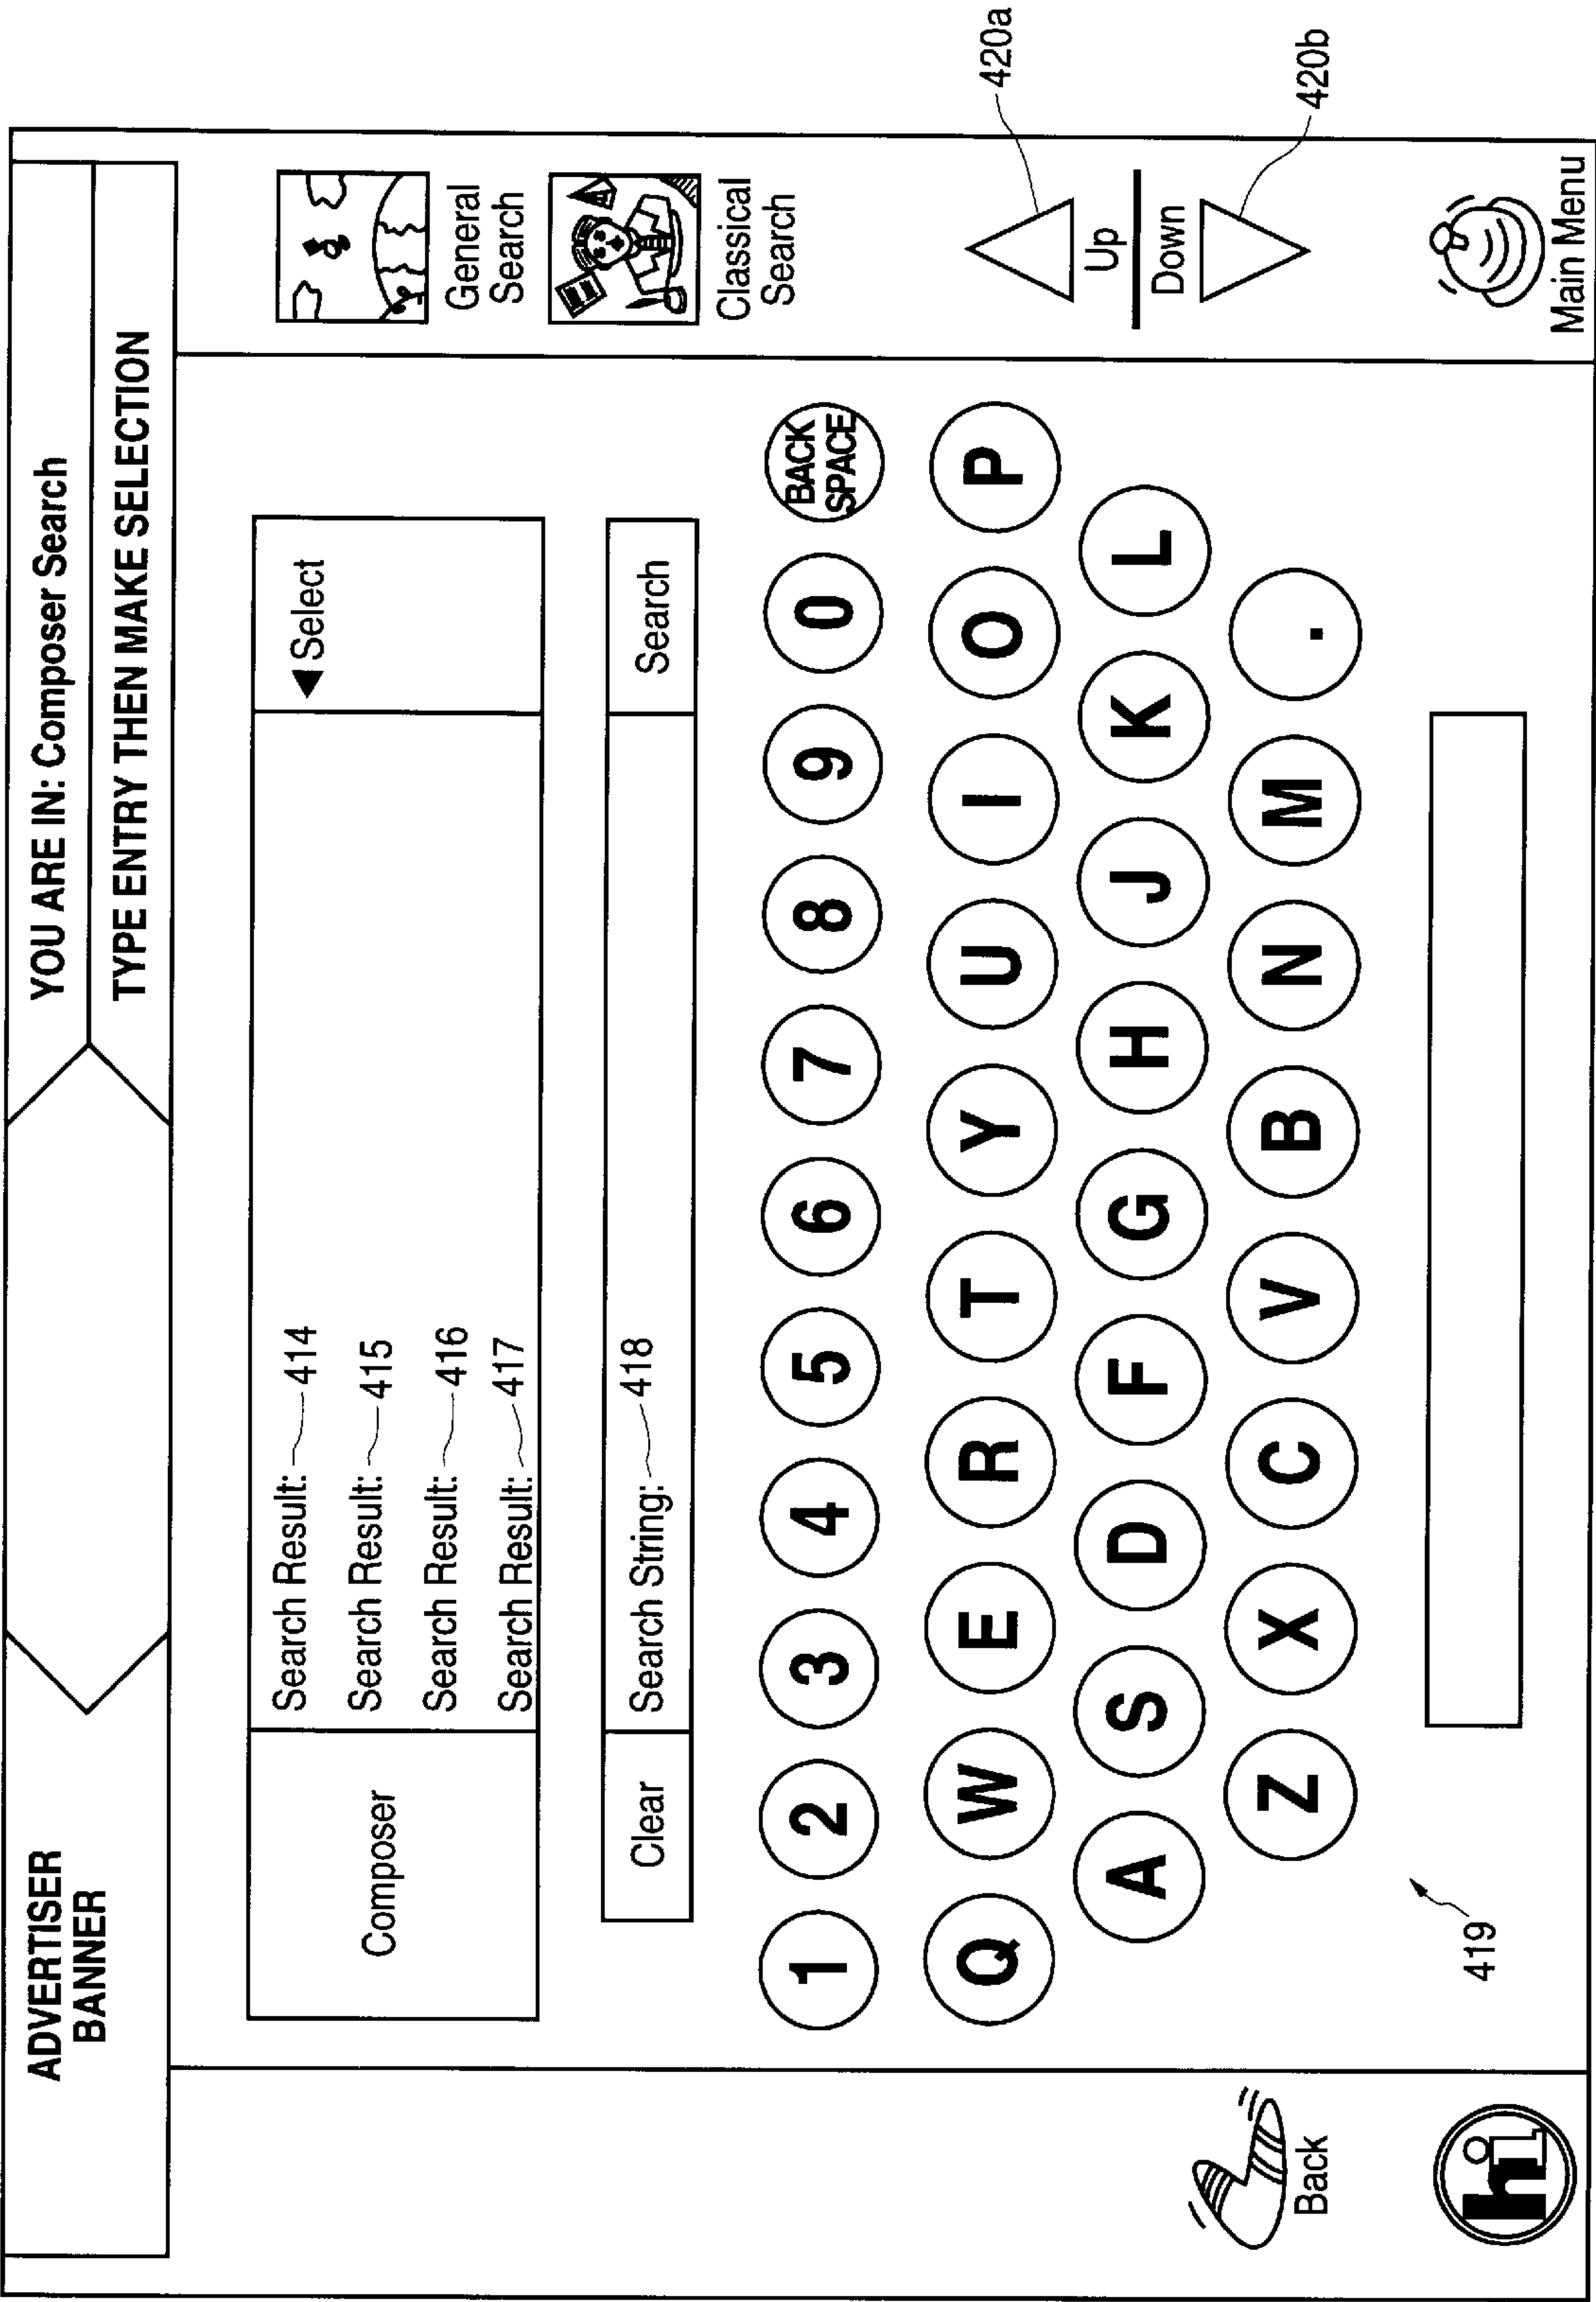 ADVERTISER
BANNER
YOU ARE IN: Composer Search
TYPE ENTRY THEN MAKE SELECTION
Composer
Search Result: 414
Search Result: 415
Search Result: 416
Search Result: 417
Select
Clear
Search String: 418
Search
1 2 3 4 5 6 7 8 9 0 BACK
SPACE
Q W E R T Y U I O P
A S D F G H J K L
Z X C V B N M .
419
Back
hi
General
Search
Classical
Search
420a
Up
Down
420b
Main Menu